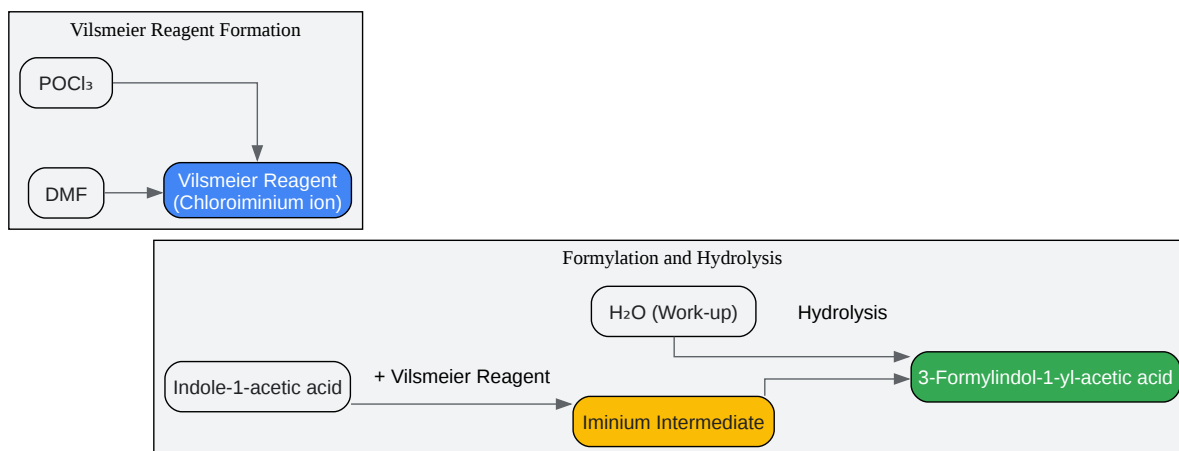 Vilsmeier Reagent Formation
POCl₃
DMF
Vilsmeier Reagent
(Chloroiminium ion)
Formylation and Hydrolysis
H₂O (Work-up)
Hydrolysis
Indole-1-acetic acid
+ Vilsmeier Reagent
Iminium Intermediate
3-Formylindol-1-yl-acetic acid